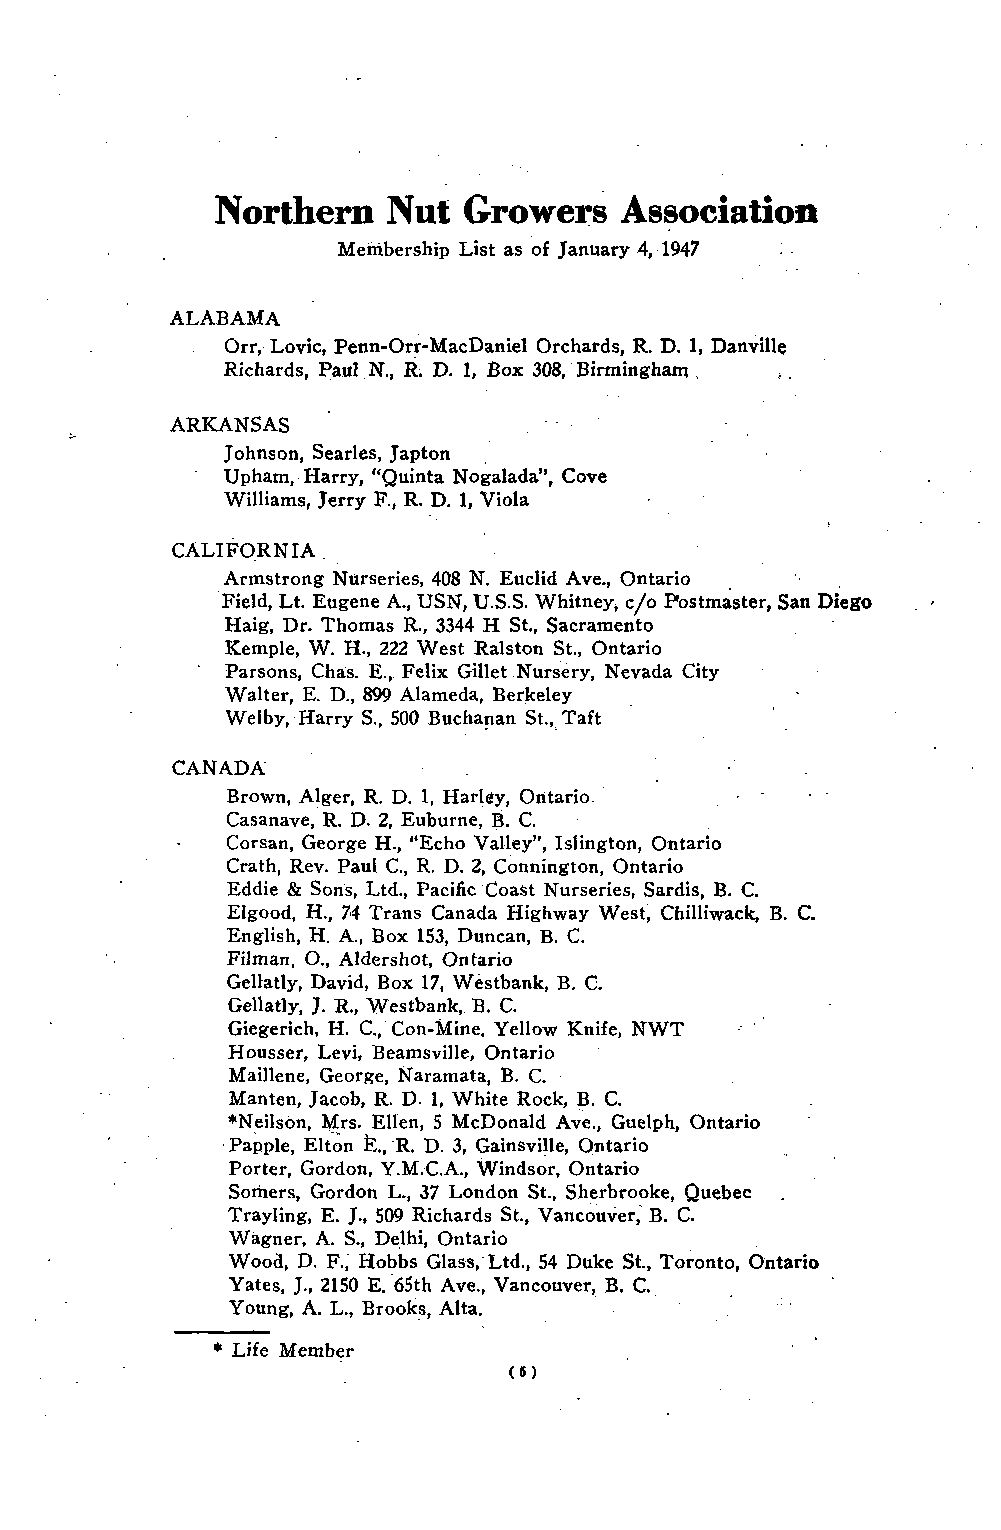 Northern Nut Growers Association
Membership List as of January 4, 1947
ALABAMA
Orr, Lovic, Penn-Orr-MacDaniel Orchards, R. D. 1, Danville
Richards, Paul N., R. D. 1, Box 308, Birmingham
ARKANSAS
Johnson, Searles, Japton
Upham, Harry, "Quinta Nogalada", Cove
Williams, Jerry F., R. D. 1, Viola
CALIFORNIA
Armstrong Nurseries, 408 N. Euclid Ave., Ontario
Field, Lt. Eugene A., USN, U.S.S. Whitney, c/o Postmaster, San Diego
Haig, Dr. Thomas R., 3344 H St., Sacramento
Kemple, W. H., 222 West Ralston St., Ontario
Parsons, Chas. E., Felix Gillet Nursery, Nevada City
Walter, E. D., 899 Alameda, Berkeley
Welby, Harry S., 500 Buchanan St., Taft
CANADA
Brown, Alger, R. D. 1, Harley, Ontario
Casanave, R. D. 2, Euburne, B. C.
Corsan, George H., "Echo Valley", Islington, Ontario
Crath, Rev. Paul C., R. D. 2, Connington, Ontario
Eddie & Sons, Ltd., Pacific Coast Nurseries, Sardis, B. C.
Elgood, H., 74 Trans Canada Highway West, Chilliwack, B. C.
English, H. A., Box 153, Duncan, B. C.
Filman, O., Aldershot, Ontario
Gellatly, David, Box 17, Westbank, B. C.
Gellatly, J. R., Westbank, B. C.
Giegerich, H. C., Con-Mine, Yellow Knife, NWT
Housser, Levi, Beamsville, Ontario
Maillene, George, Naramata, B. C.
Manten, Jacob, R. D. 1, White Rock, B. C.
*Neilson, Mrs. Ellen, 5 McDonald Ave., Guelph, Ontario
Papple, Elton E., R. D. 3, Gainsville, Ontario
Porter, Gordon, Y.M.C.A., Windsor, Ontario
Somers, Gordon L., 37 London St., Sherbrooke, Quebec
Trayling, E. J., 509 Richards St., Vancouver, B. C.
Wagner, A. S., Delhi, Ontario
Wood, D. F., Hobbs Glass, Ltd., 54 Duke St., Toronto, Ontario
Yates, J., 2150 E. 65th Ave., Vancouver, B. C.
Young, A. L., Brooks, Alta.
* Life Member
(6)